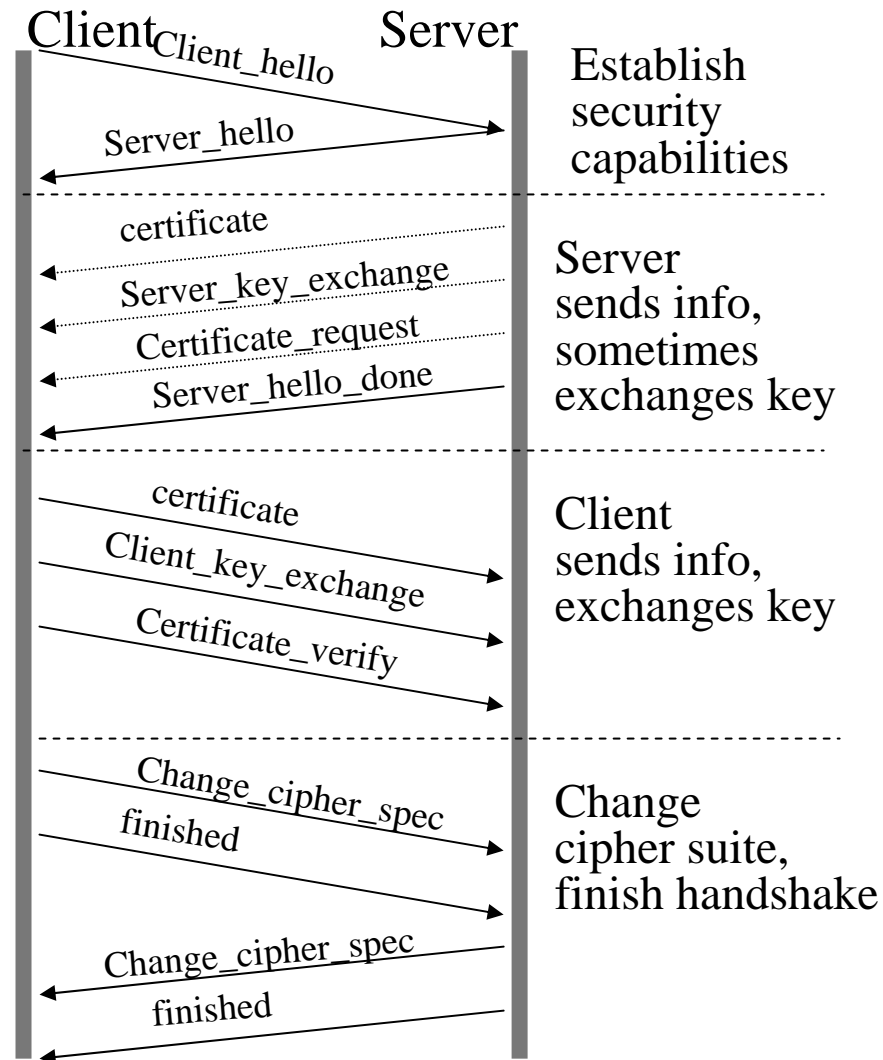 Client
Server
Client_hello
Server_hello
Establish
security
capabilities
certificate
Server_key_exchange
Certificate_request
Server_hello_done
Server
sends info,
sometimes
exchanges key
certificate
Client_key_exchange
Certificate_verify
Client
sends info,
exchanges key
Change_cipher_spec
finished
Change_cipher_spec
finished
Change
cipher suite,
finish handshake